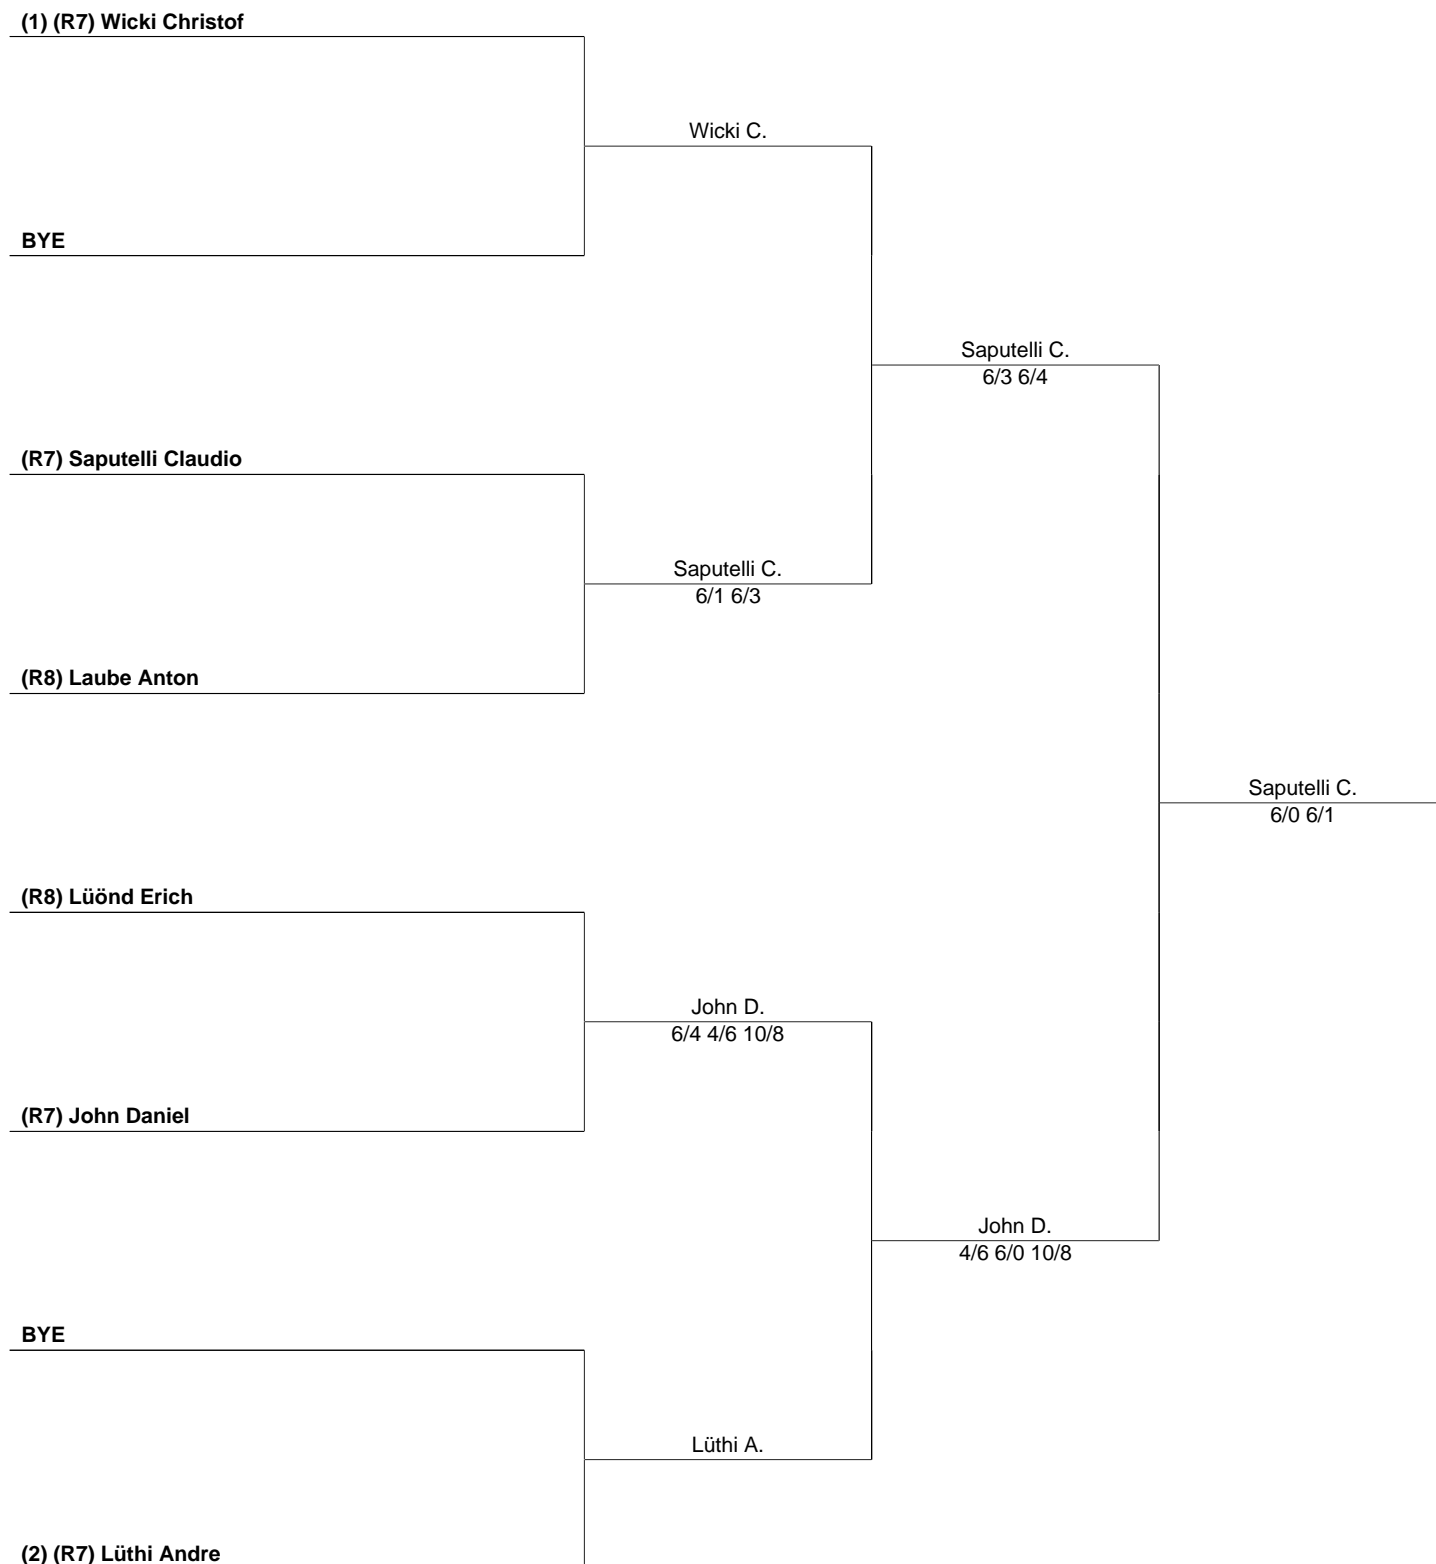 (1) (R7) Wicki Christof
Wicki C.
BYE
Saputelli C.
6/3 6/4
(R7) Saputelli Claudio
Saputelli C.
6/1 6/3
(R8) Laube Anton
Saputelli C.
6/0 6/1
(R8) Lüönd Erich
John D.
6/4 4/6 10/8
(R7) John Daniel
John D.
4/6 6/0 10/8
BYE
Lüthi A.
(2) (R7) Lüthi Andre